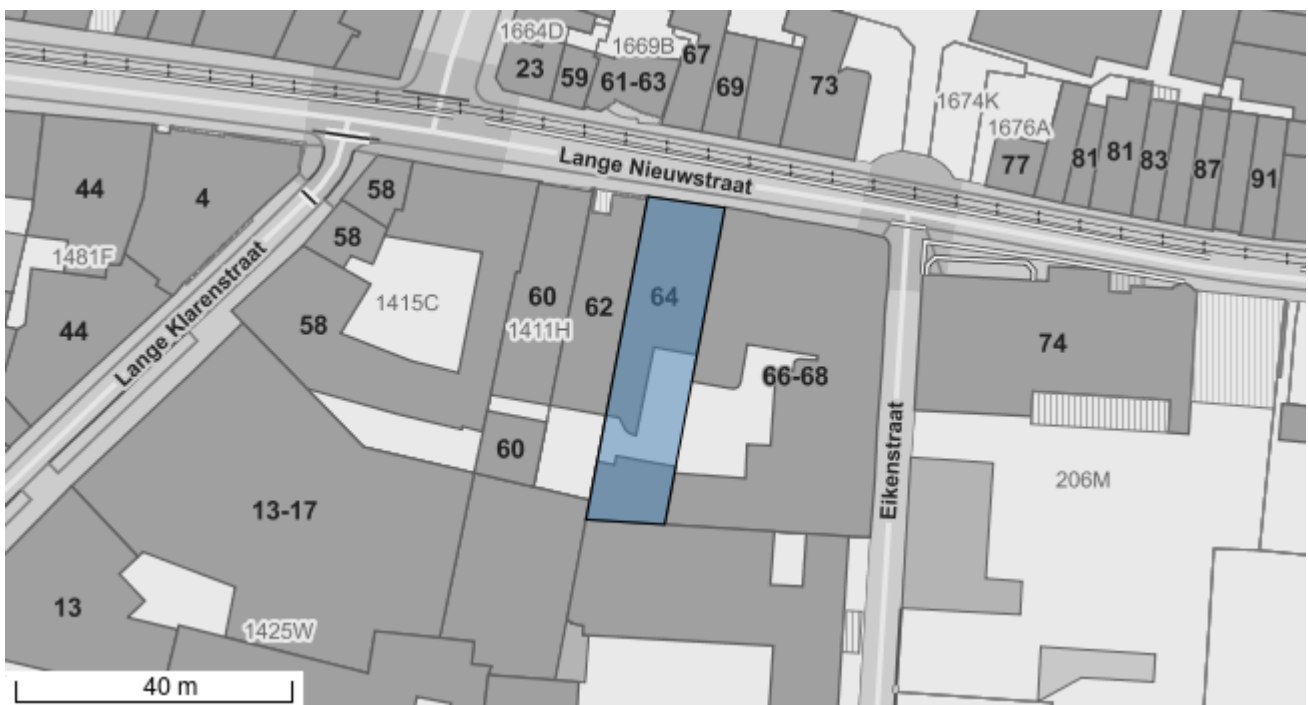 1664D
1669B
67
23
59
61-63
69
73
1674K
1676A
77
81
81
83
87
91
Lange Nieuwstraat
44
4
58
58
1481F
44
Lange Klarenstraat
1415C
58
60
1411H
62
64
66-68
74
60
13-17
Eikenstraat
206M
13
1425W
40 m